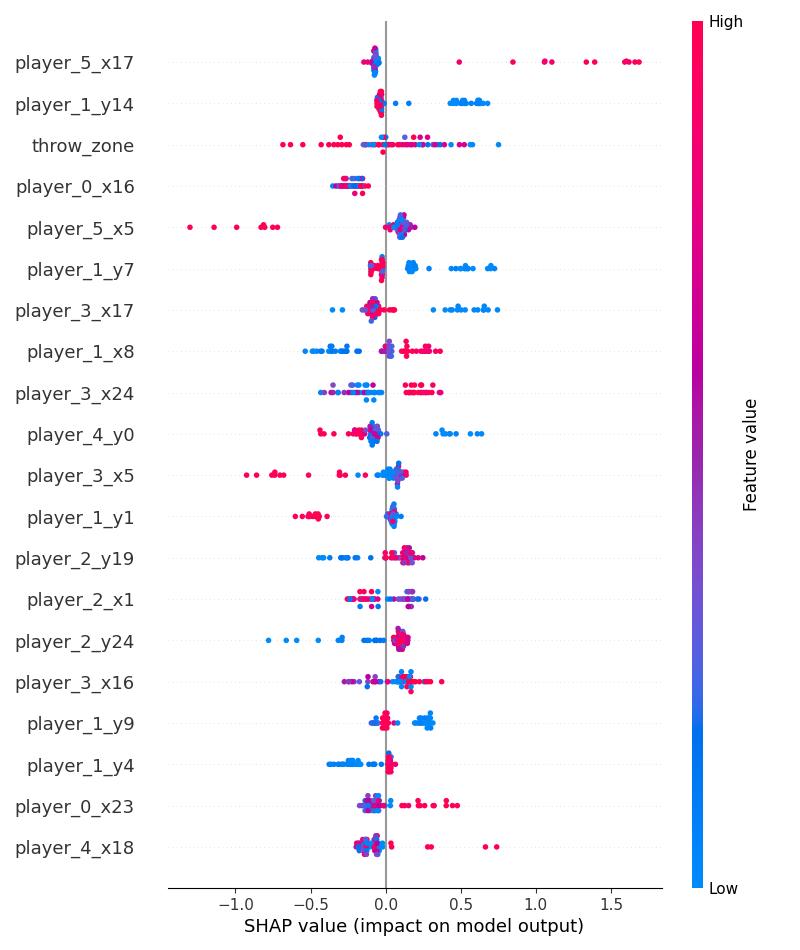 High
player_5_x17
player_1_y14
throw_zone
player_0_x16
player_5_x5
player_1_y7
player_3_x17
player_1_x8
player_3_x24
player_4_y0
player_3_x5
player_1_y1
player_2_y19
player_2_x1
player_2_y24
player_3_x16
player_1_y9
player_1_y4
player_0_x23
player_4_x18
Feature value
Low
−1.0 −0.5 0.0 0.5 1.0 1.5
SHAP value (impact on model output)